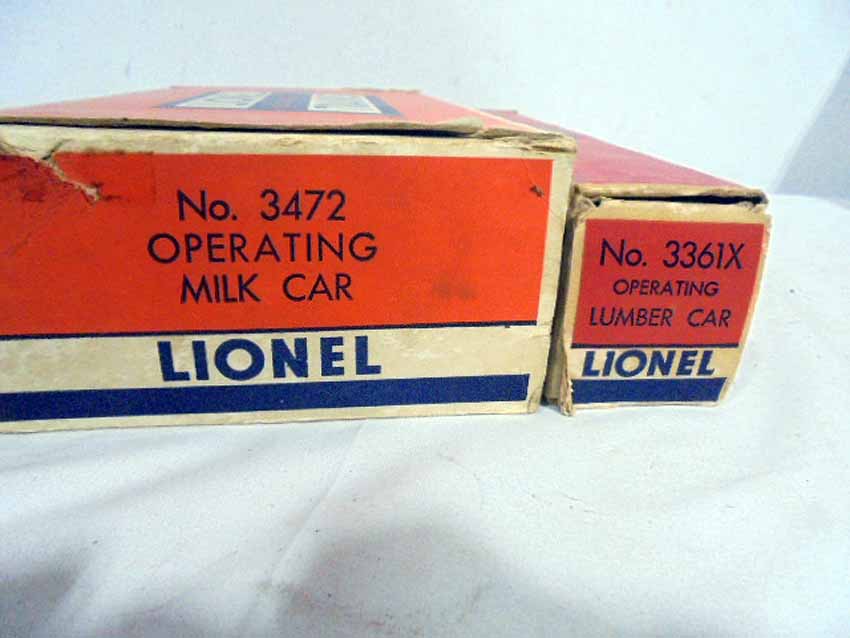 No. 3472
OPERATING
MILK CAR
LIONEL
No. 3361X
OPERATING
LUMBER CAR
LIONEL